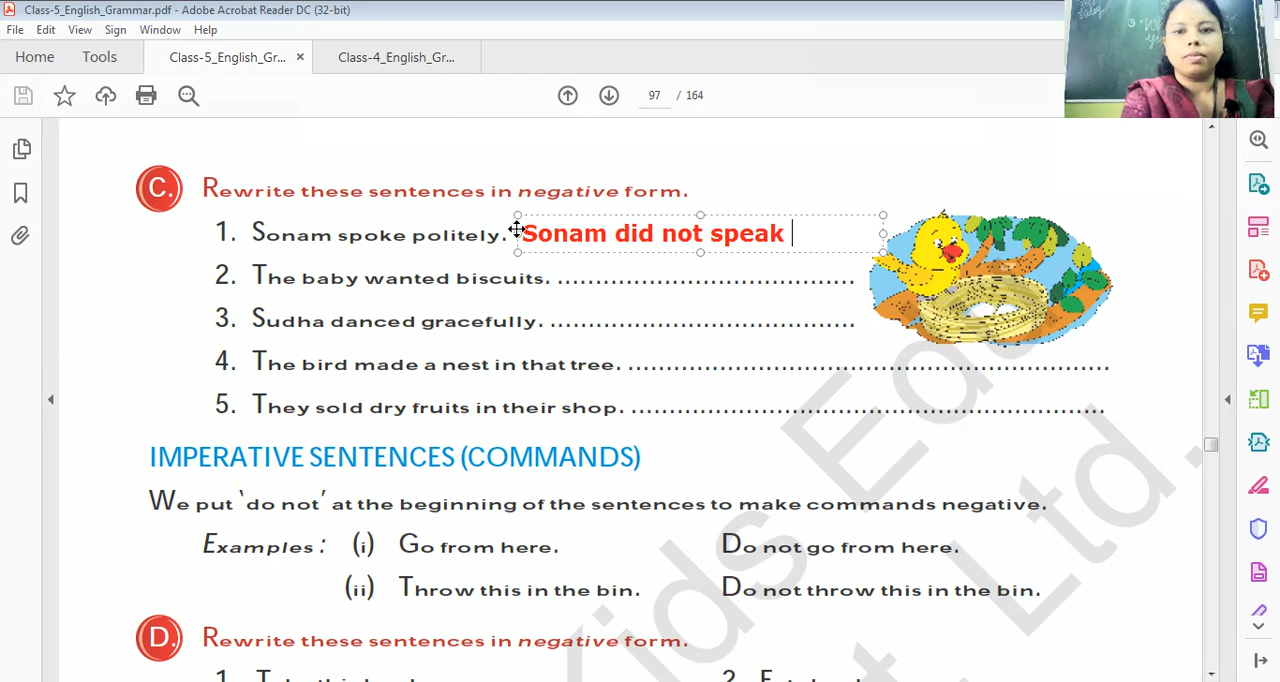 Class-5_English_Grammar.pdf - Adobe Acrobat Reader DC (32-bit)
File Edit View Sign Window Help
Home Tools Class-5_English_Gr... × Class-4_English_Gr...
97 / 164
C. Rewrite these sentences in negative form.
1. Sonam spoke politely. Sonam did not speak
2. The baby wanted biscuits. ......................................
3. Sudha danced gracefully. .......................................
4. The bird made a nest in that tree. ..............................................................
5. They sold dry fruits in their shop. .............................................................
IMPERATIVE SENTENCES (COMMANDS)
We put ‘do not’ at the beginning of the sentences to make commands negative.
Examples : (i) Go from here. Do not go from here.
(ii) Throw this in the bin. Do not throw this in the bin.
D. Rewrite these sentences in negative form.
Kids Edu
Ltd.